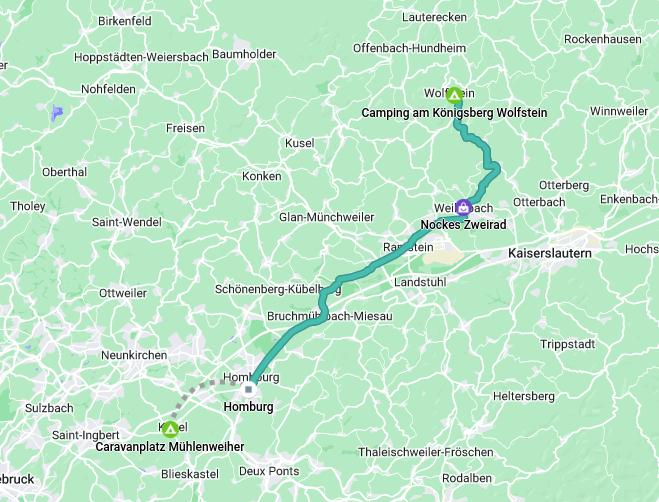 Birkenfeld
Lauterecken
Hoppstädten-Weiersbach
Baumholder
Offenbach-Hundheim
Rockenhausen
Nohfelden
Camping am Königsberg Wolfstein
Winnweiler
Freisen
Kusel
Oberthal
Konken
Otterberg
Otterbach
Enkenbach-
Tholey
Saint-Wendel
Glan-Münchweiler
Nockes Zweirad
Ramstein
Kaiserslautern
Hochs
Landstuhl
Ottweiler
Schönenberg-Kübelberg
Bruchmühlbach-Miesau
Trippstadt
Neunkirchen
Homburg
Homburg
Heltersberg
Sulzbach
Saint-Ingbert
Caravanplatz Mühlenweiher
Thaleischweiler-Fröschen
Blieskastel
Deux Ponts
Rodalben
ebruck